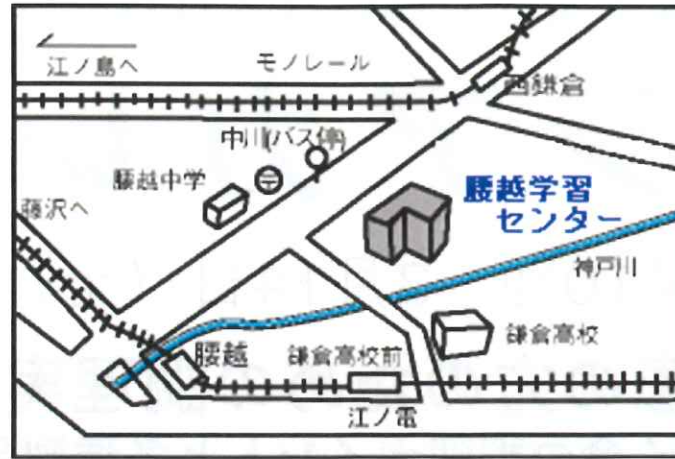 江ノ島へ
モノレール
西鎌倉
中川(バス停)
腰越中学
〒
腰越学習
センター
藤沢へ
神戸川
腰越
鎌倉高校前
鎌倉高校
江ノ電